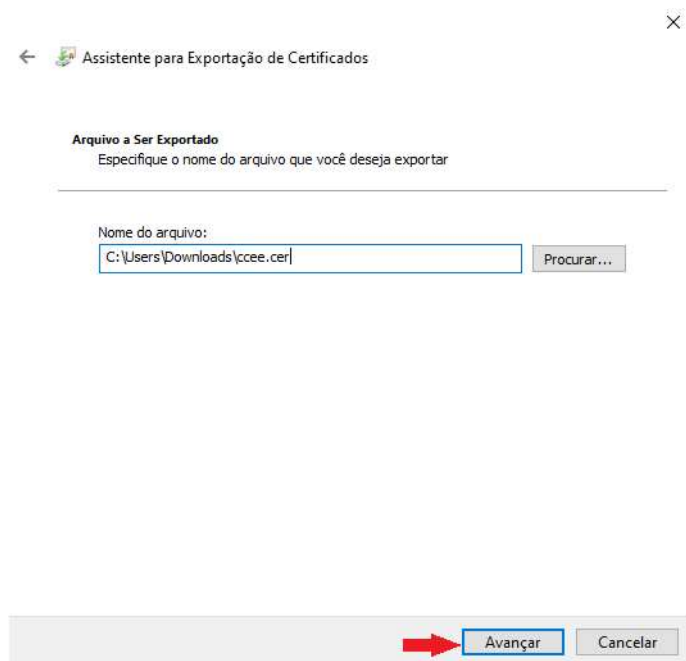 Assistente para Exportação de Certificados
Arquivo a Ser Exportado
Especifique o nome do arquivo que você deseja exportar
Nome do arquivo:
C:\Users\Downloads\ccee.cer
Procurar...
Avançar
Cancelar